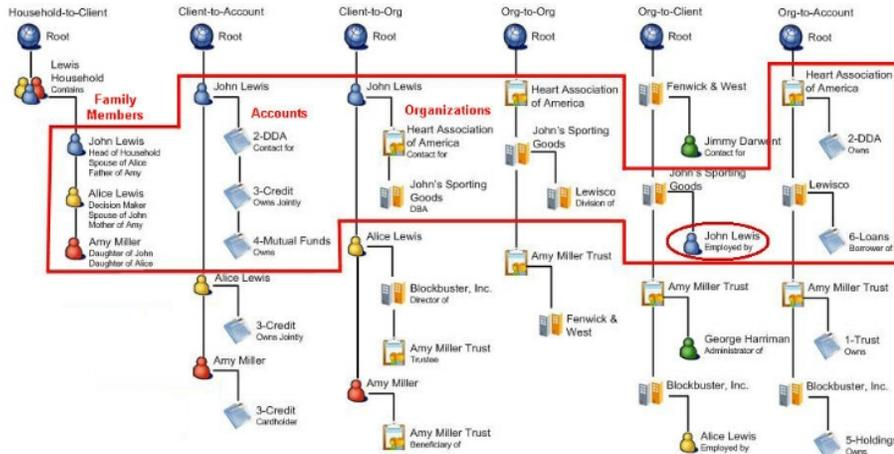 Household-to-Client
Root
Lewis
Household
Contains
Family
Members
John Lewis
Head of Household
Spouse of Alice
Father of Amy
Alice Lewis
Decision Maker
Spouse of John
Mother of Amy
Amy Miller
Daughter of John
Daughter of Alice
Client-to-Account
Root
John Lewis
Accounts
2-DDA
Contact for
3-Credit
Owns Jointly
4-Mutual Funds
Owns
Alice Lewis
3-Credit
Owns Jointly
Amy Miller
3-Credit
Cardholder
Client-to-Org
Root
John Lewis
Organizations
Heart Association
of America
Contact for
John's Sporting
Goods
DBA
Alice Lewis
Blockbuster, Inc.
Director of
Amy Miller Trust
Trustee
Amy Miller
Amy Miller Trust
Beneficiary of
Org-to-Org
Root
Heart Association
of America
John's Sporting
Goods
Lewisco
Division of
Amy Miller Trust
Fenwick &
West
Org-to-Client
Root
Fenwick & West
Jimmy Darwent
Contact for
John's Sporting
Goods
John Lewis
Employed by
Amy Miller Trust
George Harriman
Administrator of
Blockbuster, Inc.
Alice Lewis
Employed by
Org-to-Account
Root
Heart Association
of America
2-DDA
Owns
Lewisco
6-Loans
Borrower of
Amy Miller Trust
1-Trust
Owns
Blockbuster, Inc.
5-Holdings
Owns